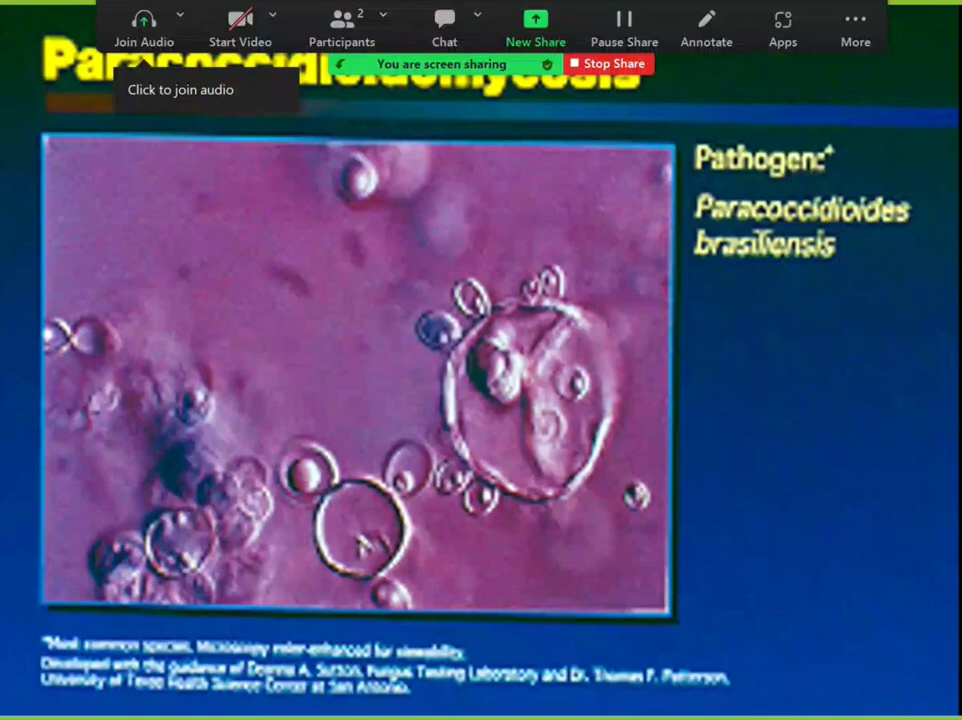 Join Audio
Start Video
Participants
2
Chat
New Share
Pause Share
Annotate
Apps
More
You are screen sharing
Stop Share
Click to join audio
Paracoccidioidomycosis
Pathogen:*
Paracoccidioides
brasiliensis
*Most common species, Microscopy color-enhanced for viewability.
Developed with the guidance of Deanna A. Sutton, Fungus Testing Laboratory and Dr. Thomas F. Patterson,
University of Texas Health Science Center at San Antonio.